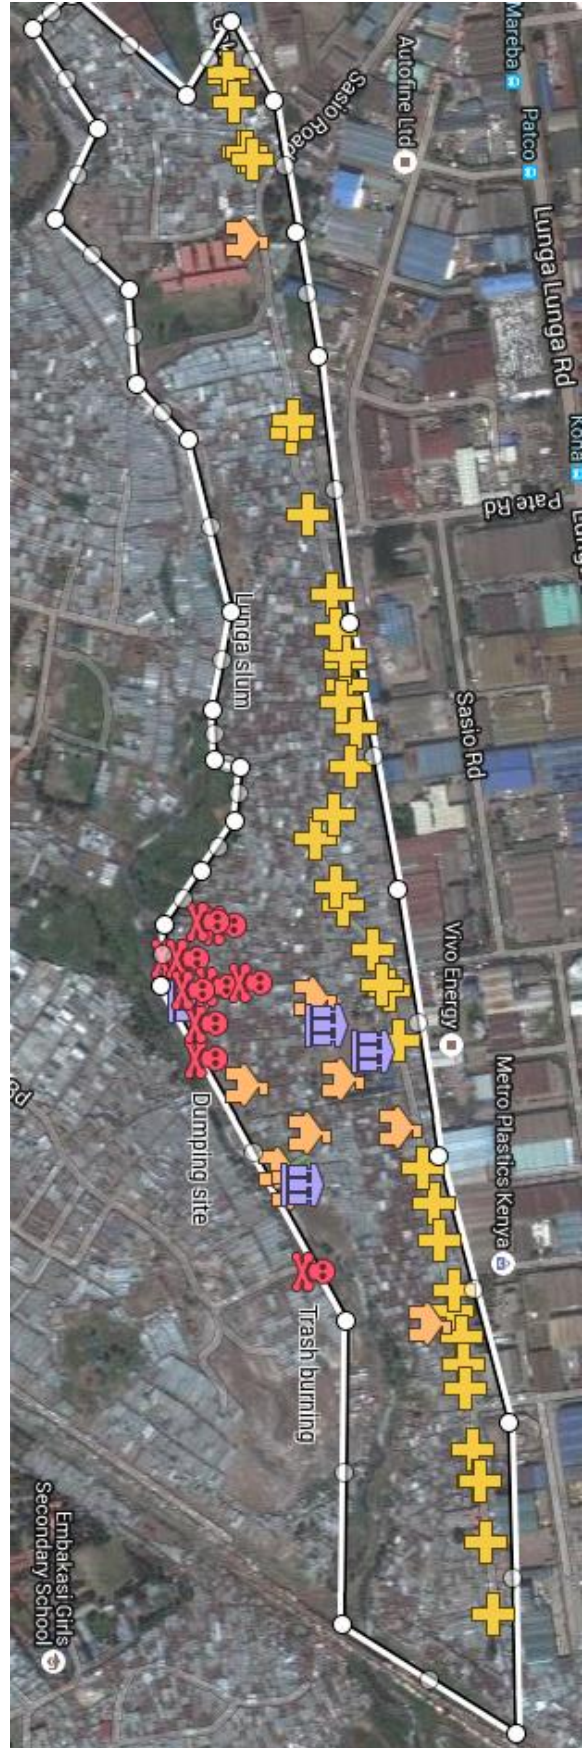 Mareba
Patco
Autofine Ltd
Sasio Road
Lunga Lunga Rd
Pate Rd
Lunga slum
Sasio Rd
Vivo Energy
Metro Plastics Kenya
Dumping site
Trash burning
Rd
Embakasi Girls
Secondary School